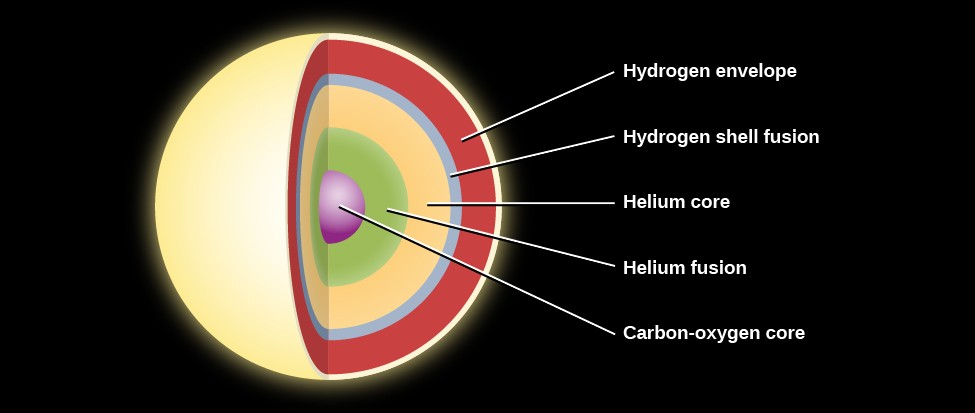 Hydrogen envelope
Hydrogen shell fusion
Helium core
Helium fusion
Carbon-oxygen core